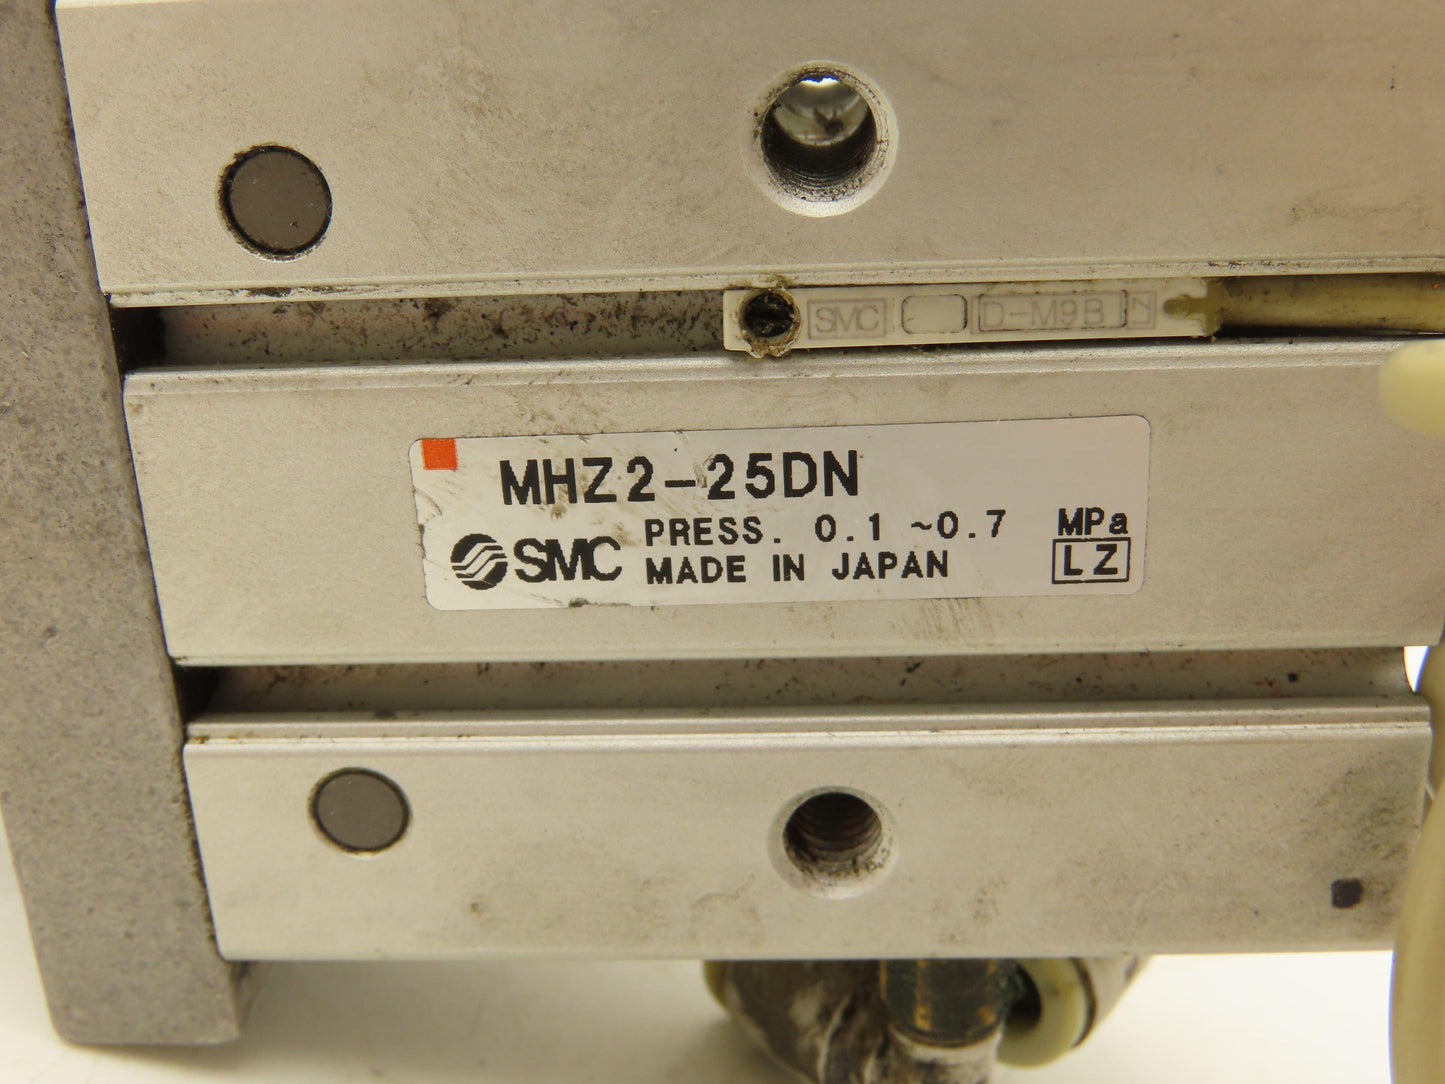 SMC D-M9B N
MHZ2-25DN
SMC PRESS. 0.1 ~0.7 MPa
MADE IN JAPAN LZ